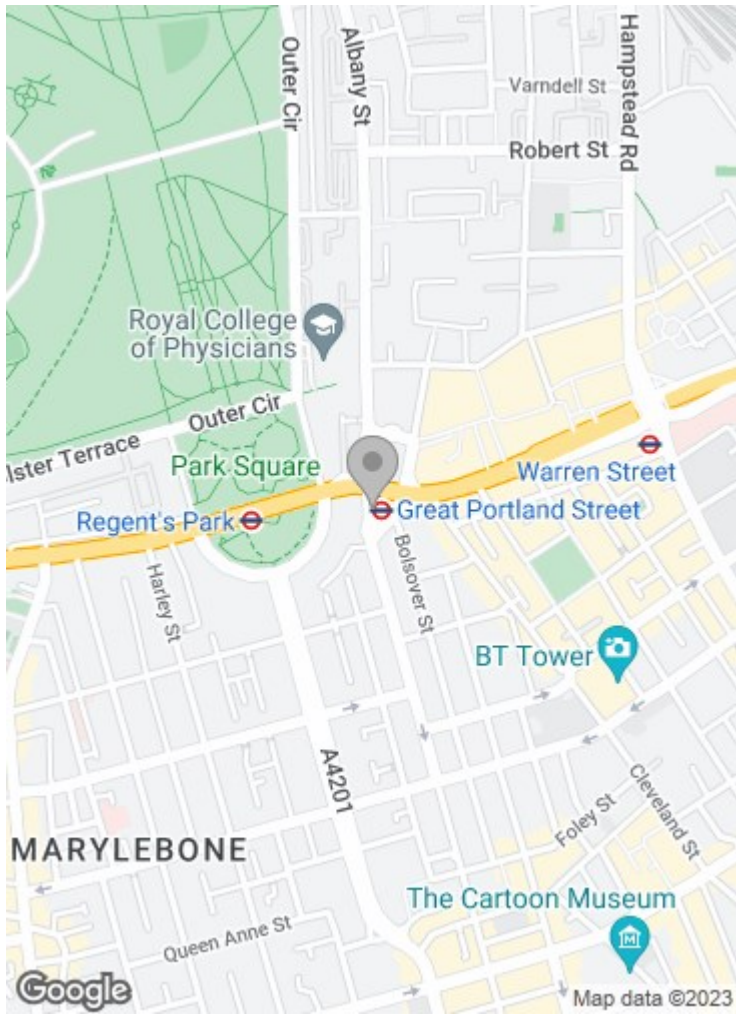 Outer Cir
Albany St
Hampstead Rd
Varndell St
Robert St
Royal College
of Physicians
Outer Cir
lster Terrace
Park Square
Warren Street
Regent's Park
Great Portland Street
Harley St
Bolsover St
BT Tower
A4201
Cleveland St
Foley St
MARYLEBONE
The Cartoon Museum
Queen Anne St
M
Google
Map data ©2023